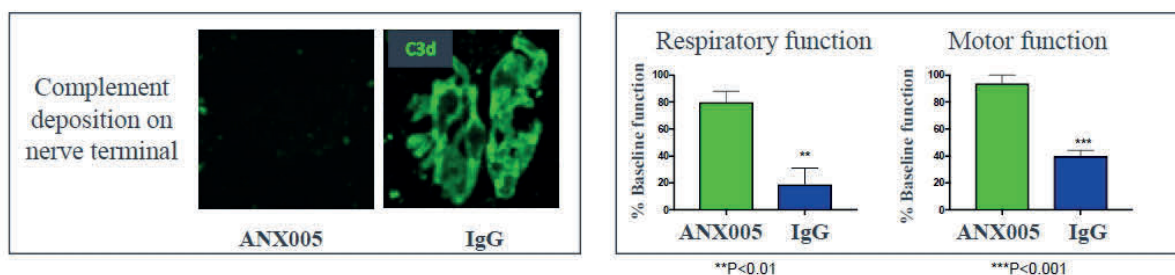 Complement
deposition on
nerve terminal
C3d
ANX005
IgG
Respiratory function
% Baseline function
100
80
60
40
20
0
**
ANX005
IgG
**P<0.01
Motor function
% Baseline function
100
80
60
40
20
0
***
ANX005
IgG
***P<0.001